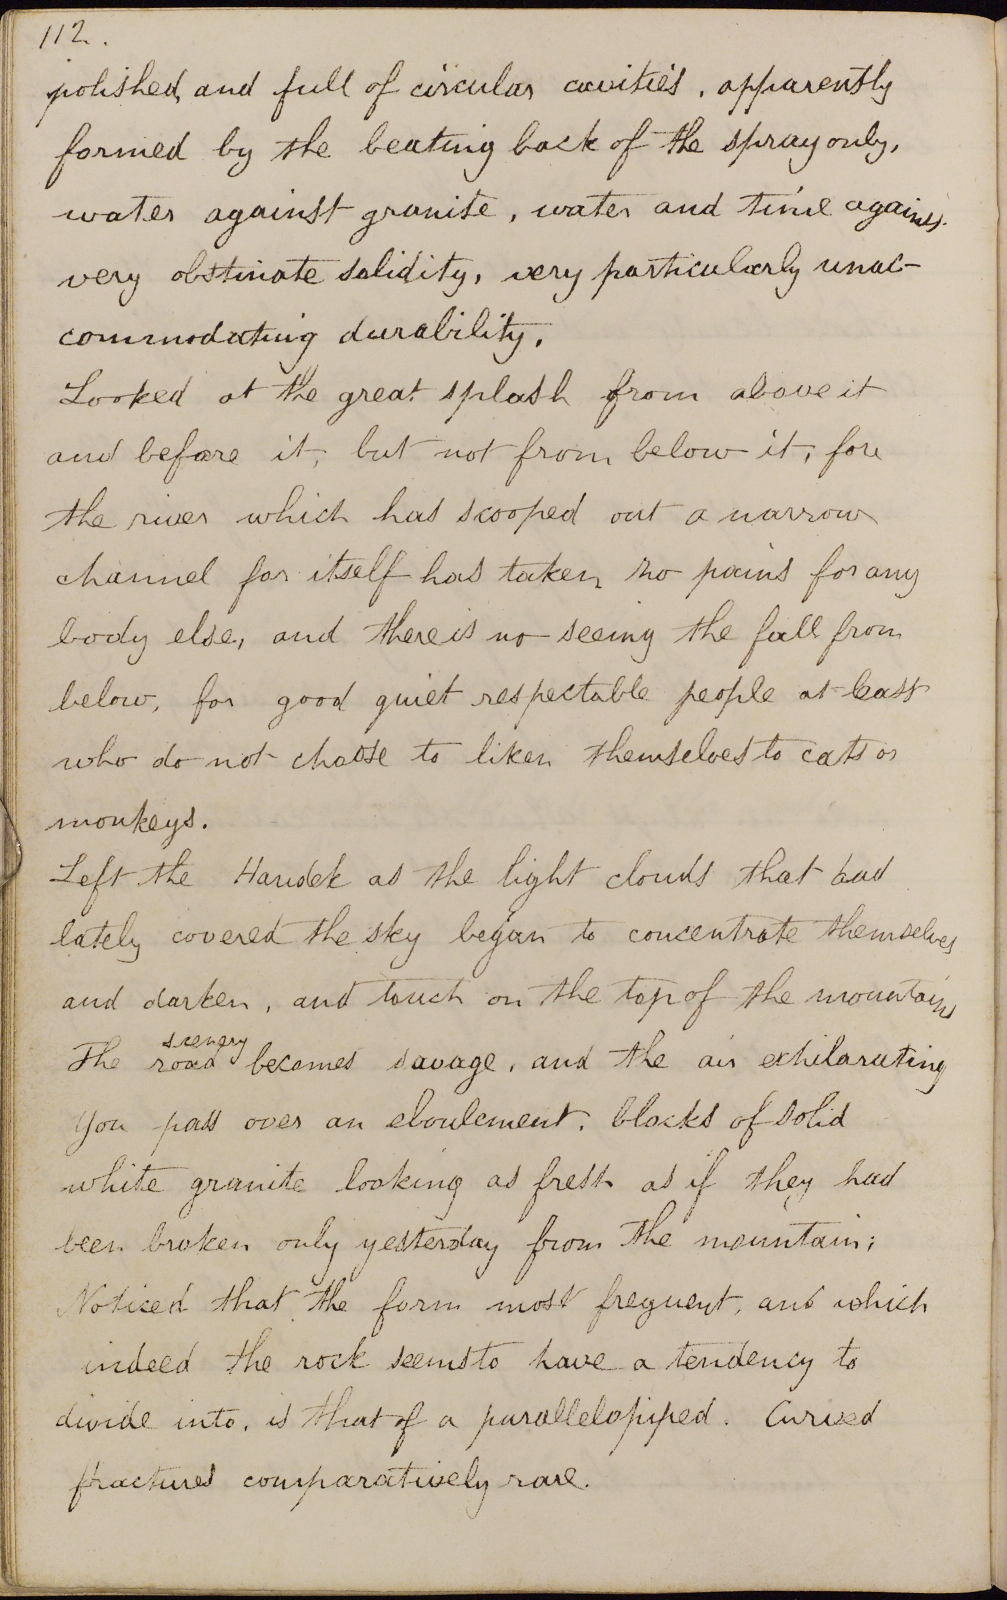 112.
polished, and full of circular cavities, apparently
formed by the beating back of the spray only,
water against granite, water and time against
very obstinate solidity, very particularly unac-
commodating durability.
Looked at the great splash from above it
and before it, but not from below it, for
the river which has scooped out a narrow
channel for itself has taken no pains for any
body else, and there is no seeing the fall from
below, for good quiet respectable people at least
who do not choose to liken themselves to cats or
monkeys.
Left the Handek as the light clouds that had
lately covered the sky began to concentrate themselves
and darken, and touch on the top of the mountains
scenery
The road becomes savage, and the air exhilarating
You pass over an eboulement, blocks of solid
white granite looking as fresh as if they had
been broken only yesterday from the mountain;
Noticed that the form most frequent, and which
indeed the rock seems to have a tendency to
divide into, is that of a parallelopiped. Curved
fractures comparatively rare.